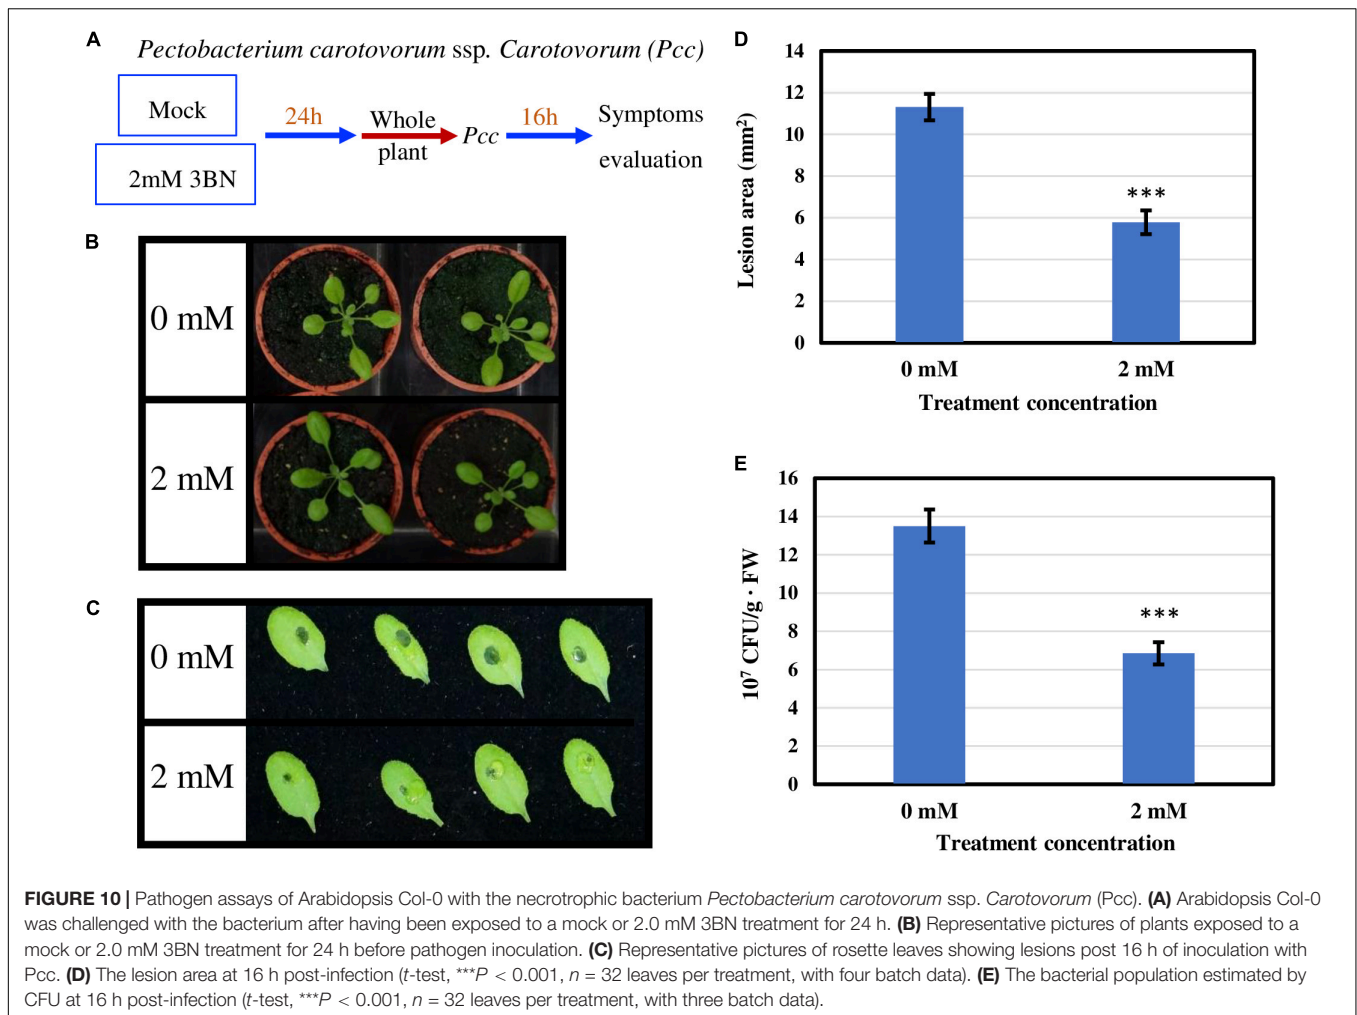 A
Pectobacterium carotovorum ssp. Carotovorum (Pcc)
Mock
2mM 3BN
24h
Whole
plant
Pcc
16h
Symptoms
evaluation
B
0 mM
2 mM
C
0 mM
2 mM
D
14
12
10
8
6
4
2
0
Lesion area (mm²)
***
0 mM
2 mM
Treatment concentration
E
16
14
12
10
8
6
4
2
0
10⁷ CFU/g · FW
***
0 mM
2 mM
Treatment concentration
FIGURE 10 | Pathogen assays of Arabidopsis Col-0 with the necrotrophic bacterium Pectobacterium carotovorum ssp. Carotovorum (Pcc). (A) Arabidopsis Col-0
was challenged with the bacterium after having been exposed to a mock or 2.0 mM 3BN treatment for 24 h. (B) Representative pictures of plants exposed to a
mock or 2.0 mM 3BN treatment for 24 h before pathogen inoculation. (C) Representative pictures of rosette leaves showing lesions post 16 h of inoculation with
Pcc. (D) The lesion area at 16 h post-infection (t-test, ***P < 0.001, n = 32 leaves per treatment, with four batch data). (E) The bacterial population estimated by
CFU at 16 h post-infection (t-test, ***P < 0.001, n = 32 leaves per treatment, with three batch data).